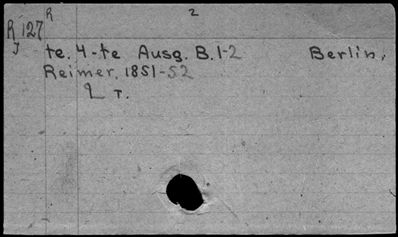 R 2
R 127
J te. 4-te Ausg. B. 1-2 Berlin,
Reimer, 1851-52
2 т.